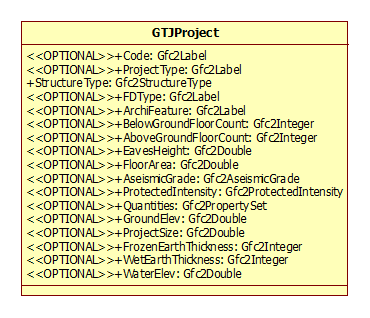 GTJProject
<<OPTIONAL>>+Code: Gfc2Label
<<OPTIONAL>>+ProjectType: Gfc2Label
+StructureType: Gfc2StructureType
<<OPTIONAL>>+FDType: Gfc2Label
<<OPTIONAL>>+ArchiFeature: Gfc2Label
<<OPTIONAL>>+BelowGroundFloorCount: Gfc2Integer
<<OPTIONAL>>+AboveGroundFloorCount: Gfc2Integer
<<OPTIONAL>>+EavesHeight: Gfc2Double
<<OPTIONAL>>+FloorArea: Gfc2Double
<<OPTIONAL>>+AseismicGrade: Gfc2AseismicGrade
<<OPTIONAL>>+ProtectedIntensity: Gfc2ProtectedIntensity
<<OPTIONAL>>+Quantities: Gfc2PropertySet
<<OPTIONAL>>+GroundElev: Gfc2Double
<<OPTIONAL>>+ProjectSize: Gfc2Double
<<OPTIONAL>>+FrozenEarthThickness: Gfc2Integer
<<OPTIONAL>>+WetEarthThickness: Gfc2Integer
<<OPTIONAL>>+WaterElev: Gfc2Double